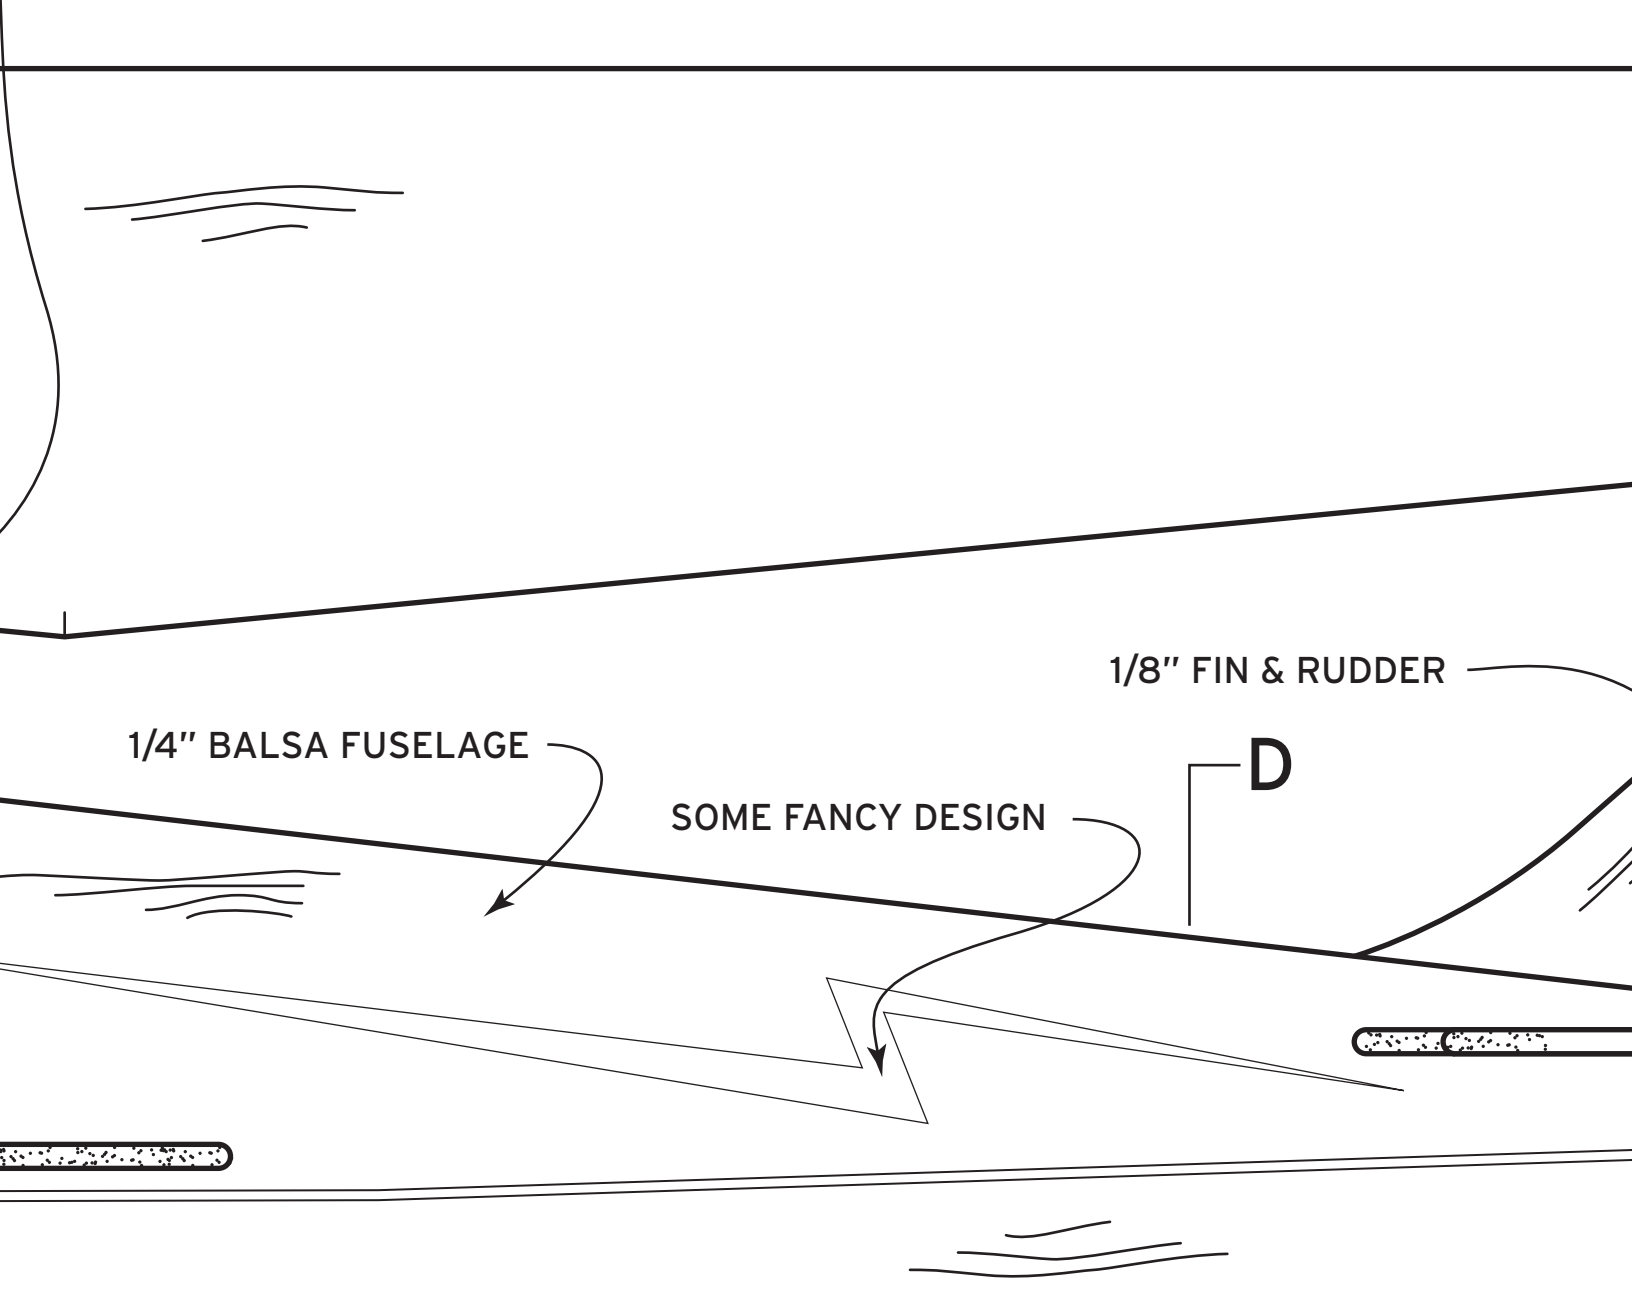 1/8″ FIN & RUDDER
1/4″ BALSA FUSELAGE
D
SOME FANCY DESIGN